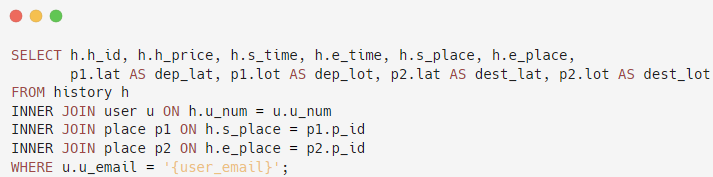 SELECT h.h_id, h.h_price, h.s_time, h.e_time, h.s_place, h.e_place,
       p1.lat AS dep_lat, p1.lot AS dep_lot, p2.lat AS dest_lat, p2.lot AS dest_lot
FROM history h
INNER JOIN user u ON h.u_num = u.u_num
INNER JOIN place p1 ON h.s_place = p1.p_id
INNER JOIN place p2 ON h.e_place = p2.p_id
WHERE u.u_email = '{user_email}';